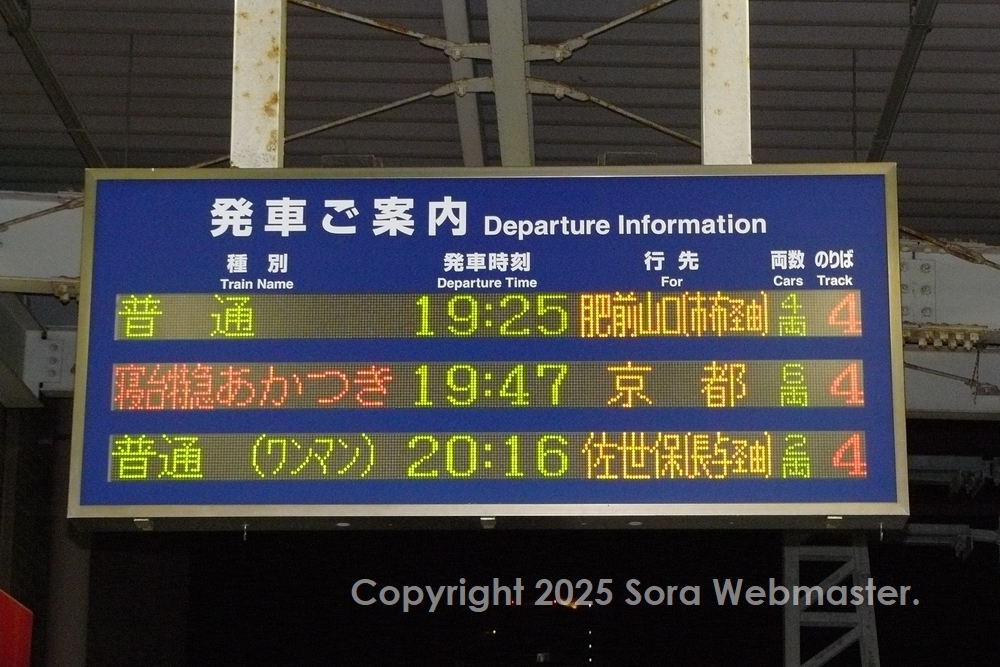 発車ご案内 Departure Information
種別 発車時刻 行先 両数 のりば
Train Name Departure Time For Cars Track
普通 19:25 肥前山口(市布経由) 4両 4
寝台特急あかつき 19:47 京都 6両 4
普通 (ワンマン) 20:16 佐世保(長与経由) 2両 4
Copyright 2025 Sora Webmaster.